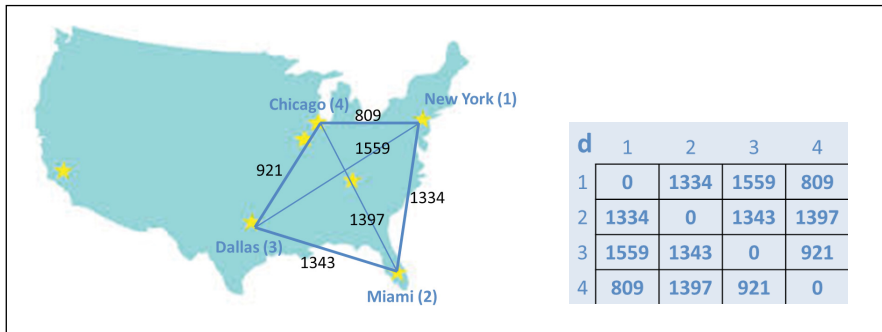 Chicago (4)
New York (1)
809
1559
921
1334
1397
Dallas (3)
1343
Miami (2)
d 1 2 3 4
1 0 1334 1559 809
2 1334 0 1343 1397
3 1559 1343 0 921
4 809 1397 921 0